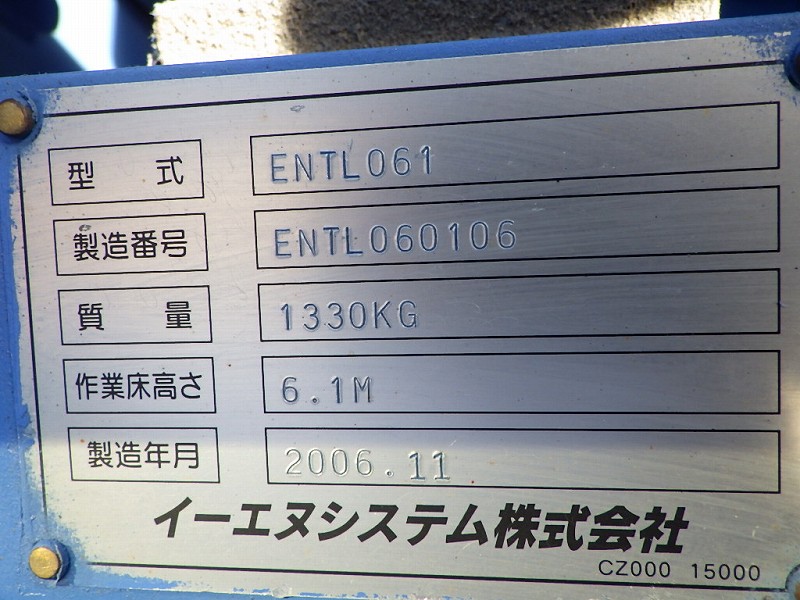 型 式 ENTL061
製造番号 ENTL060106
質 量 1330KG
作業床高さ 6.1M
製造年月 2006.11
イーエヌシステム株式会社
CZ000 15000